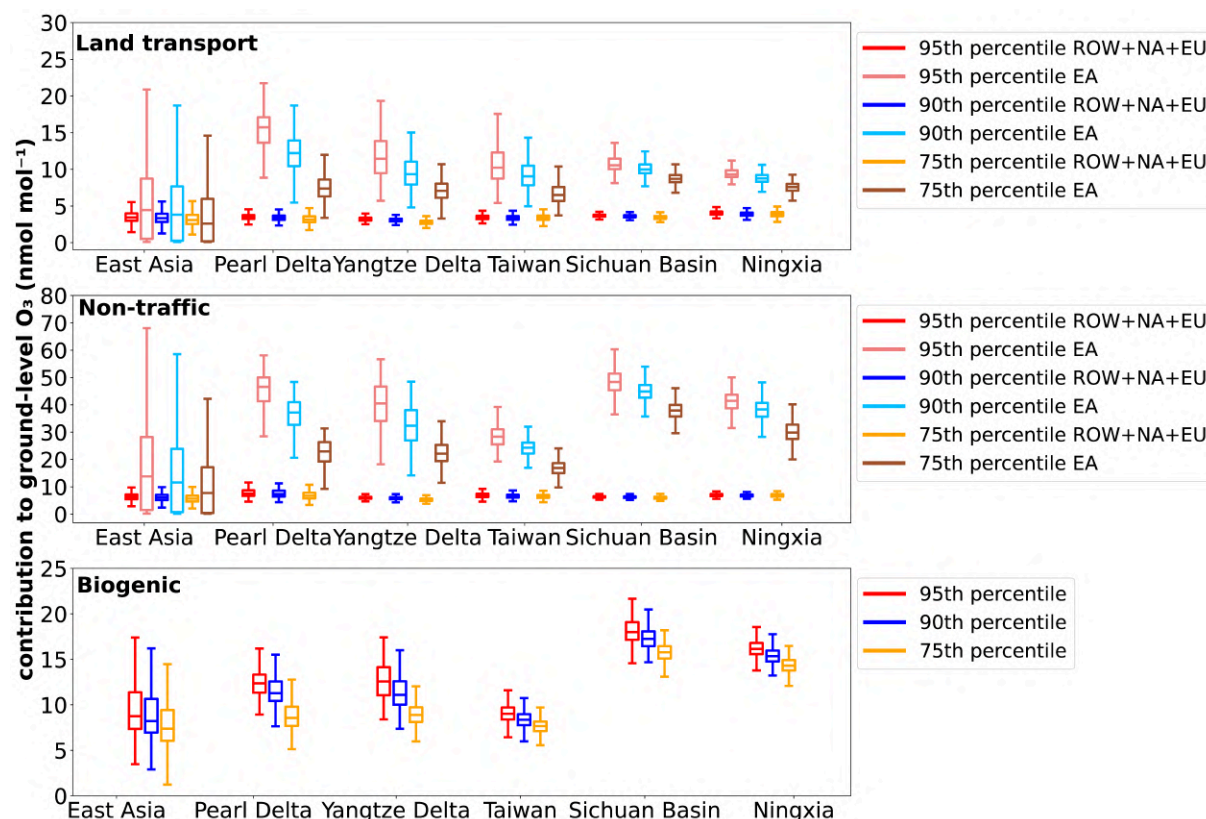 contribution to ground-level O₃ (nmol mol⁻¹)
Land transport
30
25
20
15
10
5
0
East Asia Pearl Delta Yangtze Delta Taiwan Sichuan Basin Ningxia
95th percentile ROW+NA+EU
95th percentile EA
90th percentile ROW+NA+EU
90th percentile EA
75th percentile ROW+NA+EU
75th percentile EA
Non-traffic
80
70
60
50
40
30
20
10
0
East Asia Pearl Delta Yangtze Delta Taiwan Sichuan Basin Ningxia
95th percentile ROW+NA+EU
95th percentile EA
90th percentile ROW+NA+EU
90th percentile EA
75th percentile ROW+NA+EU
75th percentile EA
Biogenic
25
20
15
10
5
0
East Asia Pearl Delta Yangtze Delta Taiwan Sichuan Basin Ningxia
95th percentile
90th percentile
75th percentile